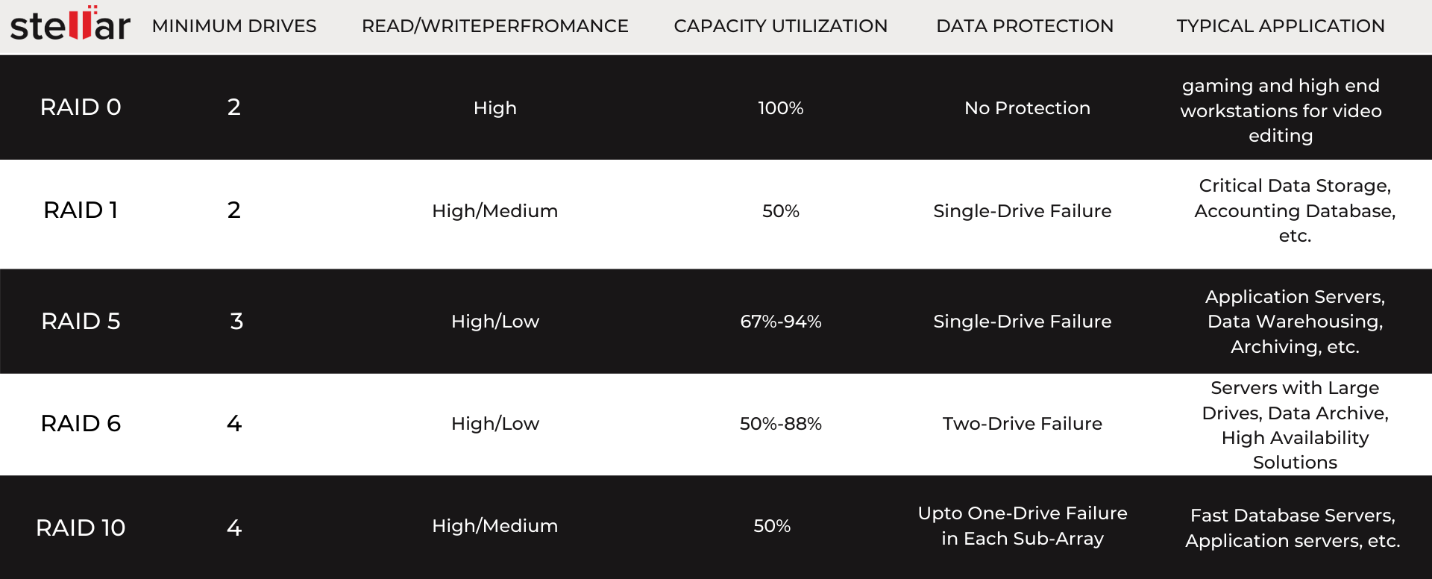 stellar MINIMUM DRIVES READ/WRITEPERFROMANCE CAPACITY UTILIZATION DATA PROTECTION TYPICAL APPLICATION
RAID 0 2 High 100% No Protection gaming and high end
workstations for video
editing
RAID 1 2 High/Medium 50% Single-Drive Failure Critical Data Storage,
Accounting Database,
etc.
RAID 5 3 High/Low 67%-94% Single-Drive Failure Application Servers,
Data Warehousing,
Archiving, etc.
RAID 6 4 High/Low 50%-88% Two-Drive Failure Servers with Large
Drives, Data Archive,
High Availability
Solutions
RAID 10 4 High/Medium 50% Upto One-Drive Failure
in Each Sub-Array Fast Database Servers,
Application servers, etc.